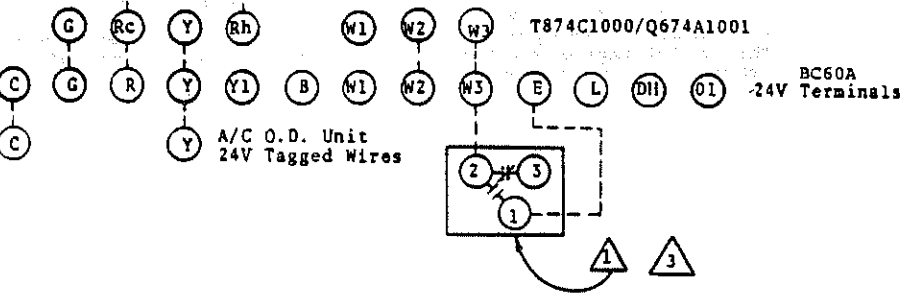 G Rc Y Rh W1 W2 W3 T874C1000/Q674A1001
C G R Y Y1 B W1 W2 W3 E L DH O1 BC60A
24V Terminals
C Y A/C O.D. Unit
24V Tagged Wires
2 3
1
1 3